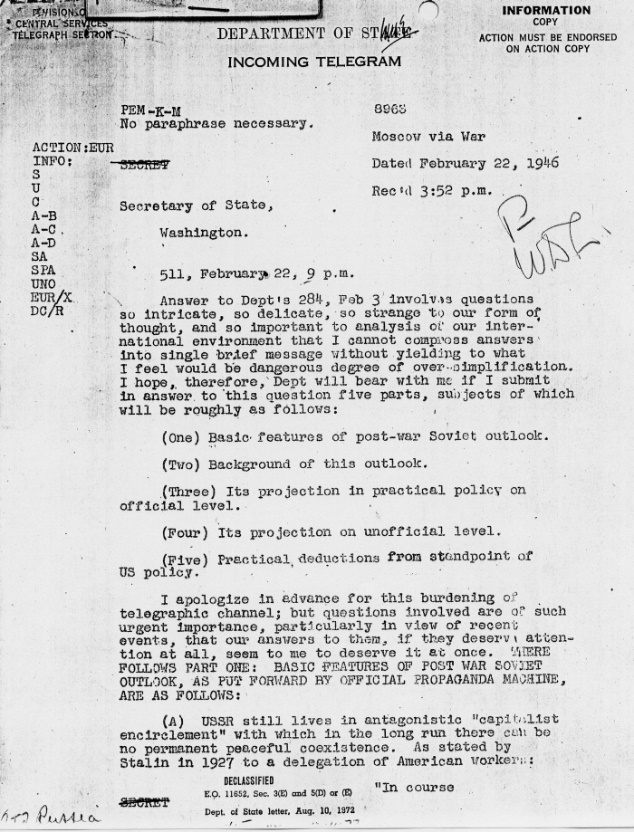 DIVISION OF
CENTRAL SERVICES
TELEGRAPH SECTION
DEPARTMENT OF STATE
INCOMING TELEGRAM
INFORMATION
COPY
ACTION MUST BE ENDORSED
ON ACTION COPY
PEM-K-M
No paraphrase necessary.
8963
Moscow via War
ACTION:EUR
INFO:
S
U
C
A-B
A-C
A-D
SA
SPA
UNO
EUR/X
DC/R
SECRET
Dated February 22, 1946
Rec'd 3:52 p.m.
Secretary of State,
Washington.
511, February 22, 9 p.m.
Answer to Dept's 284, Feb 3 involves questions
so intricate, so delicate, so strange to our form of
thought, and so important to analysis of our inter-
national environment that I cannot compress answers
into single brief message without yielding to what
I feel would be dangerous degree of over-simplification.
I hope, therefore, Dept will bear with me if I submit
in answer to this question five parts, subjects of which
will be roughly as follows:
(One) Basic features of post-war Soviet outlook.
(Two) Background of this outlook.
(Three) Its projection in practical policy on
official level.
(Four) Its projection on unofficial level.
(Five) Practical deductions from standpoint of
US policy.
I apologize in advance for this burdening of
telegraphic channel; but questions involved are of such
urgent importance, particularly in view of recent
events, that our answers to them, if they deserve atten-
tion at all, seem to me to deserve it at once. THERE
FOLLOWS PART ONE: BASIC FEATURES OF POST WAR SOVIET
OUTLOOK, AS PUT FORWARD BY OFFICIAL PROPAGANDA MACHINE,
ARE AS FOLLOWS:
(A) USSR still lives in antagonistic "capitalist
encirclement" with which in the long run there can be
no permanent peaceful coexistence. As stated by
Stalin in 1927 to a delegation of American workers:
"In course
DECLASSIFIED
E.O. 11652, Sec. 3(E) and 5(D) or (E)
Dept. of State letter, Aug. 10, 1972
SECRET
Russia